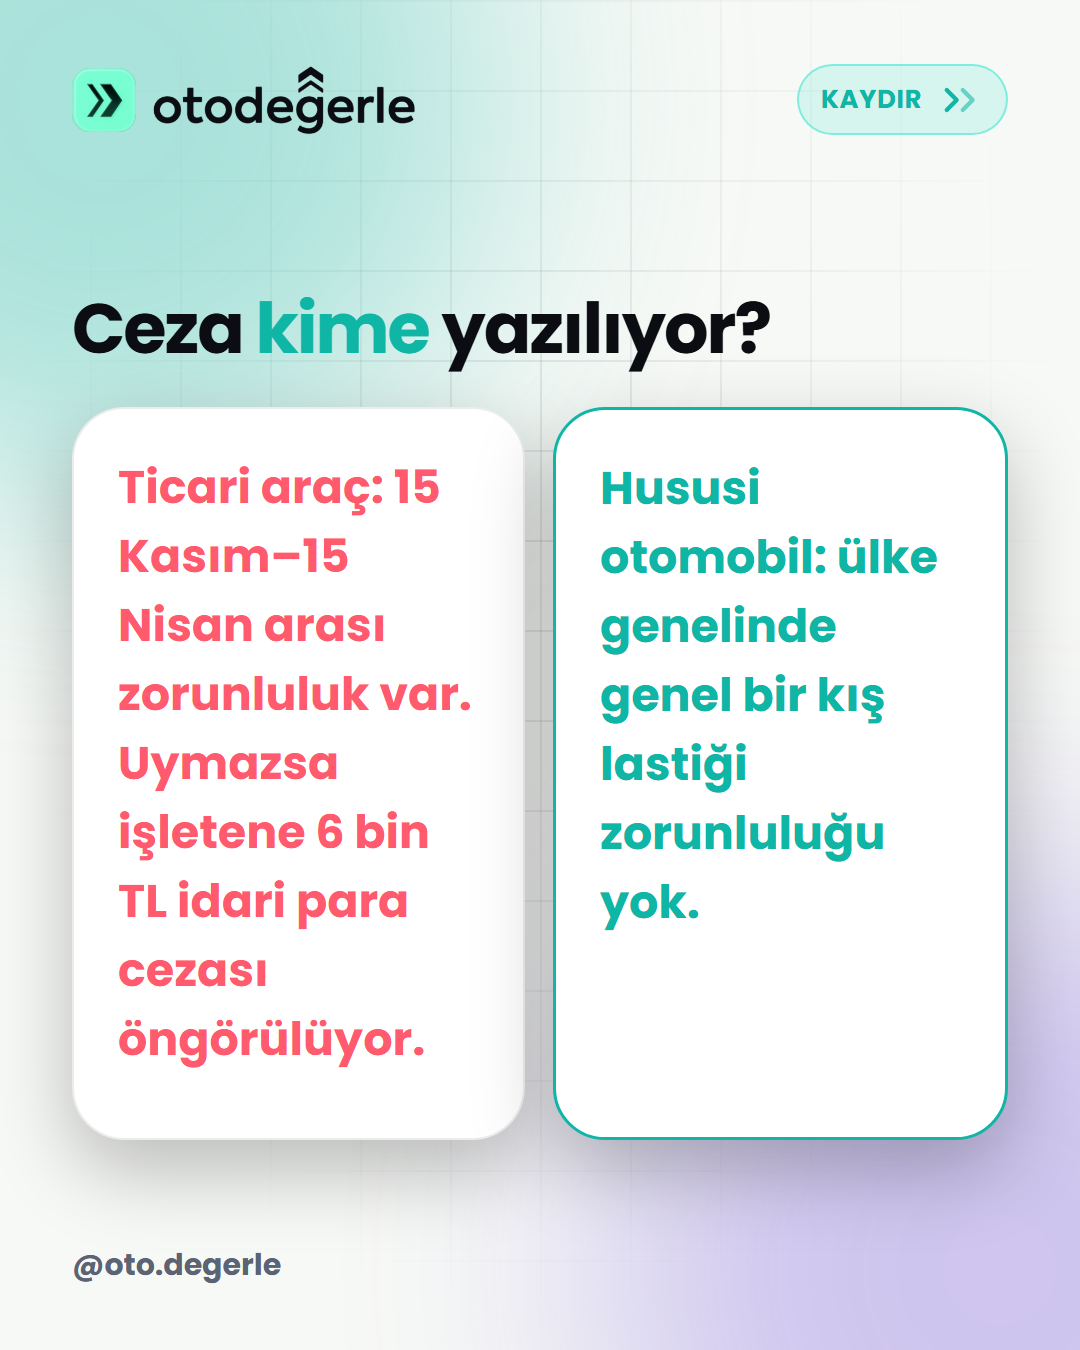 otodeğerle
KAYDIR
Ceza kime yazılıyor?
Ticari araç: 15
Kasım–15
Nisan arası
zorunluluk var.
Uymazsa
işletene 6 bin
TL idari para
cezası
öngörülüyor.
Hususi
otomobil: ülke
genelinde
genel bir kış
lastiği
zorunluluğu
yok.
@oto.degerle